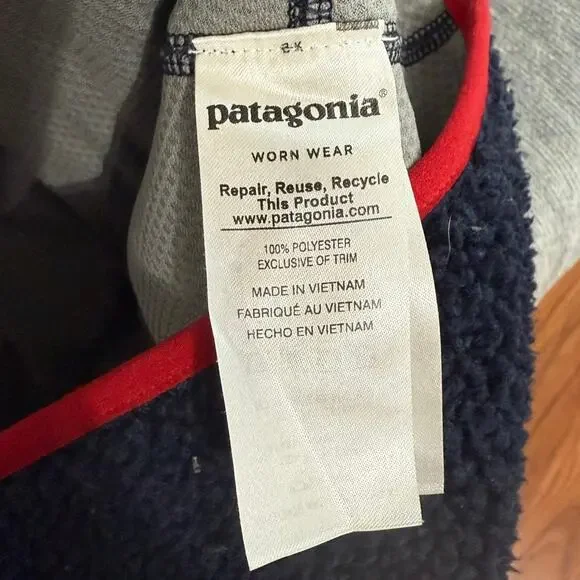 patagonia®
WORN WEAR
Repair, Reuse, Recycle
This Product
www.patagonia.com
100% POLYESTER
EXCLUSIVE OF TRIM
MADE IN VIETNAM
FABRIQUÉ AU VIETNAM
HECHO EN VIETNAM